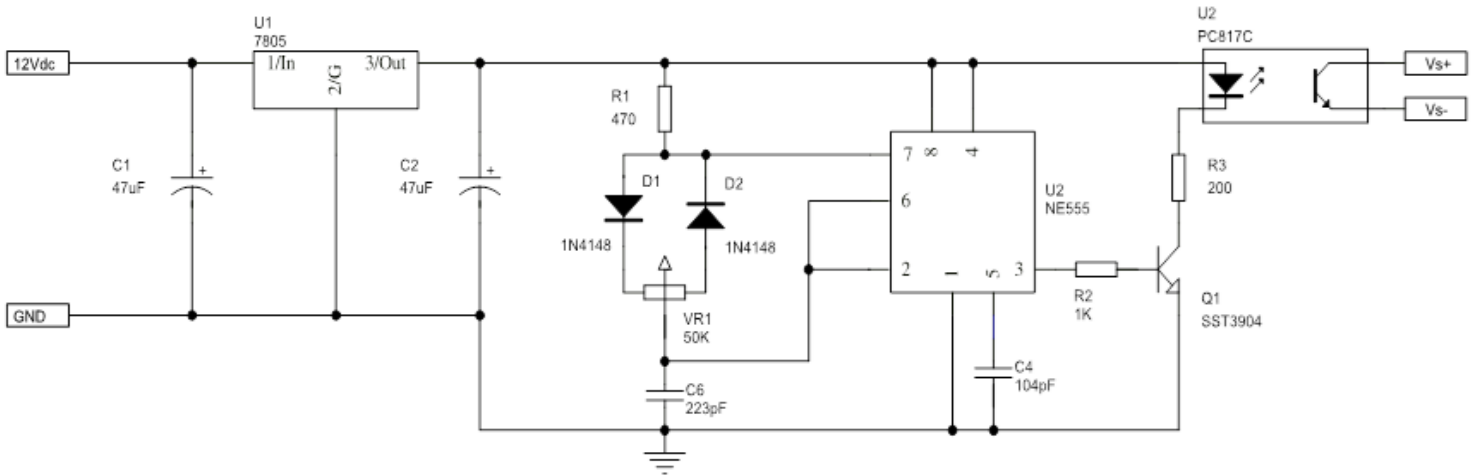 U1
7805
12Vdc
1/In
2/G
3/Out
U2
PC817C
Vs+
Vs-
R1
470
C1
47uF
+
C2
47uF
+
D1
1N4148
D2
1N4148
VR1
50K
C6
223pF
7
8
4
6
2
1
5
3
U2
NE555
R2
1K
C4
104pF
R3
200
Q1
SST3904
GND